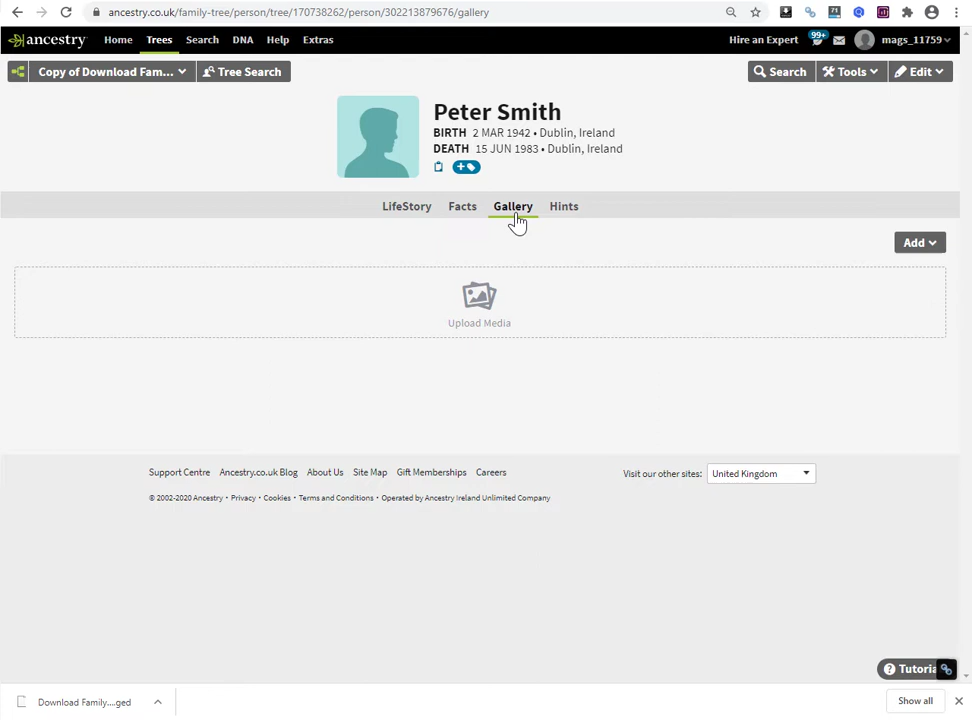 ancestry.co.uk/family-tree/person/tree/170738262/person/302213879676/gallery
71
ancestry Home Trees Search DNA Help Extras Hire an Expert 99+ mags_11759
Copy of Download Fam... Tree Search Search Tools Edit
Peter Smith
BIRTH 2 MAR 1942 • Dublin, Ireland
DEATH 15 JUN 1983 • Dublin, Ireland
LifeStory Facts Gallery Hints
Add
Upload Media
Support Centre Ancestry.co.uk Blog About Us Site Map Gift Memberships Careers
Visit our other sites: United Kingdom
© 2002-2020 Ancestry • Privacy • Cookies • Terms and Conditions • Operated by Ancestry Ireland Unlimited Company
? Tutoria
Download Family....ged Show all